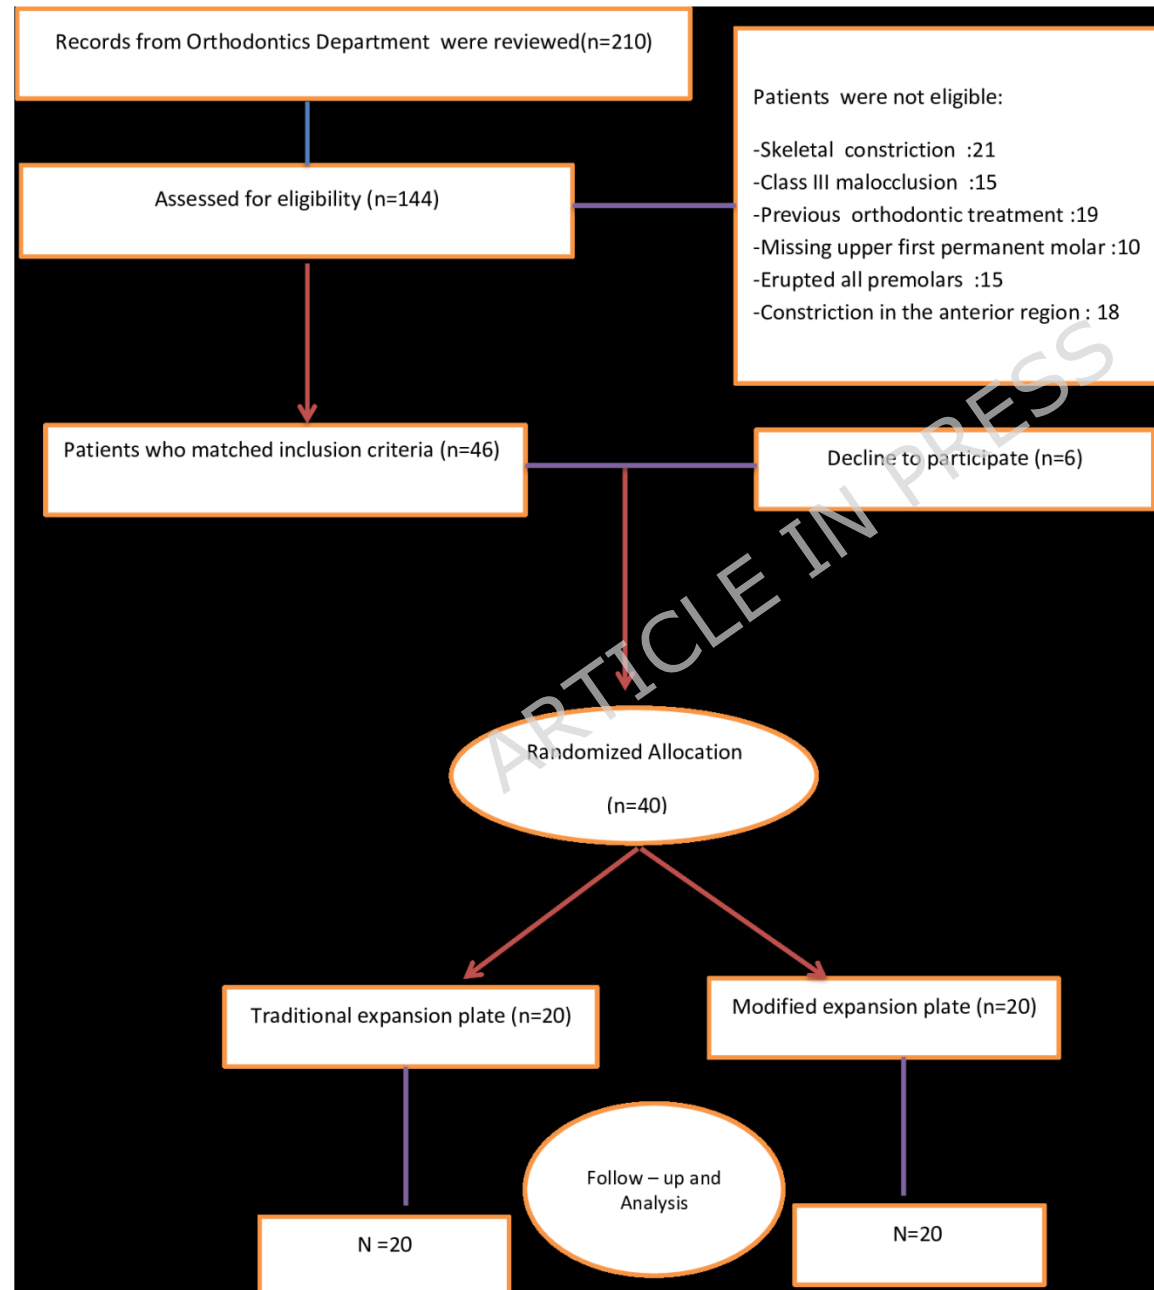 Records from Orthodontics Department were reviewed(n=210)
Patients were not eligible:
-Skeletal constriction :21
-Class III malocclusion :15
-Previous orthodontic treatment :19
-Missing upper first permanent molar :10
-Erupted all premolars :15
-Constriction in the anterior region : 18
Assessed for eligibility (n=144)
Patients who matched inclusion criteria (n=46)
Decline to participate (n=6)
ARTICLE IN PRESS
Randomized Allocation
(n=40)
Traditional expansion plate (n=20)
Modified expansion plate (n=20)
Follow – up and
Analysis
N =20
N=20